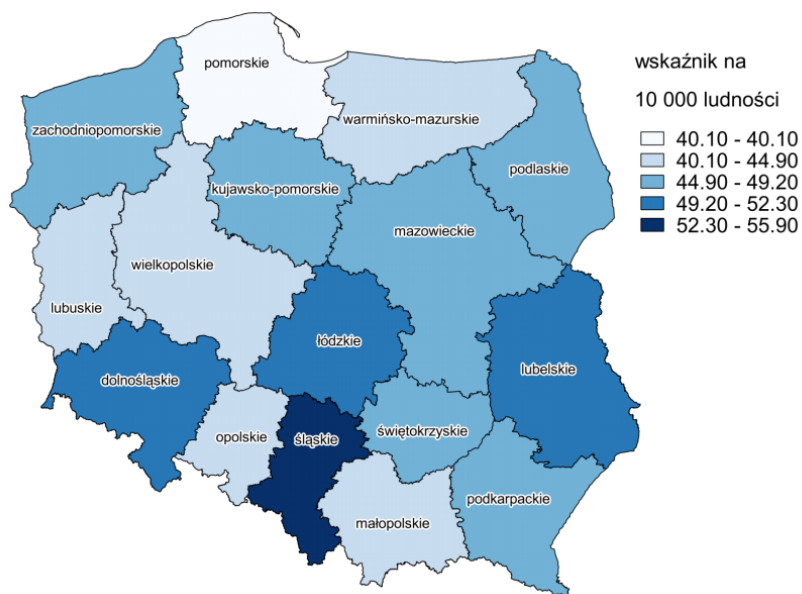 pomorskie
warmińsko-mazurskie
zachodniopomorskie
podlaskie
kujawsko-pomorskie
mazowieckie
wielkopolskie
lubuskie
łódzkie
lubelskie
dolnośląskie
opolskie
śląskie
świętokrzyskie
podkarpackie
małopolskie
wskaźnik na
10 000 ludności
40.10 - 40.10
40.10 - 44.90
44.90 - 49.20
49.20 - 52.30
52.30 - 55.90